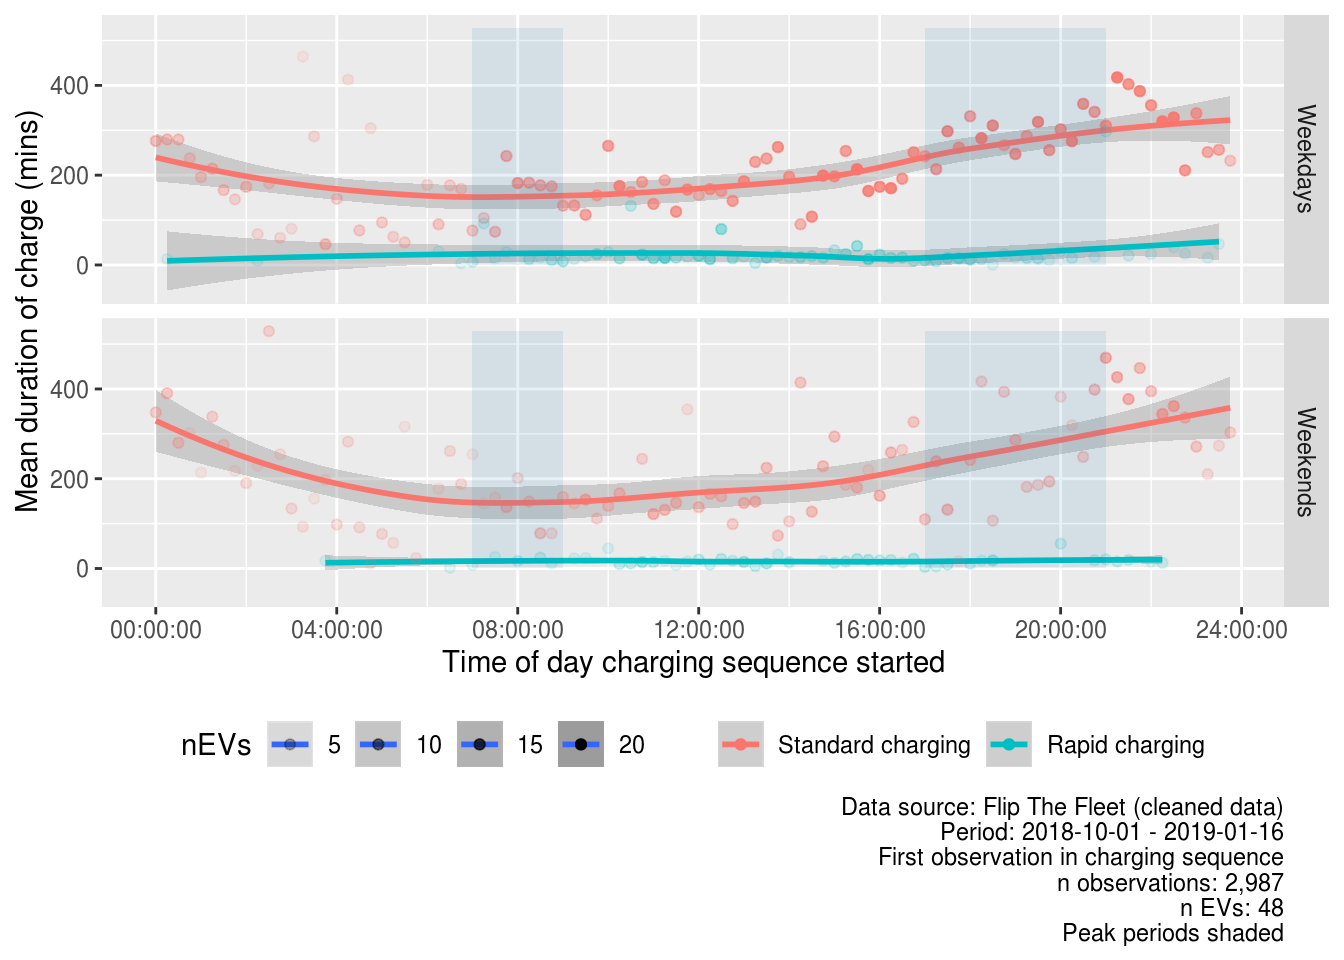 Mean duration of charge (mins)
400
200
0
Weekdays
400
200
0
Weekends
00:00:00 04:00:00 08:00:00 12:00:00 16:00:00 20:00:00 24:00:00
Time of day charging sequence started
nEVs 5 10 15 20 Standard charging Rapid charging
Data source: Flip The Fleet (cleaned data)
Period: 2018-10-01 - 2019-01-16
First observation in charging sequence
n observations: 2,987
n EVs: 48
Peak periods shaded